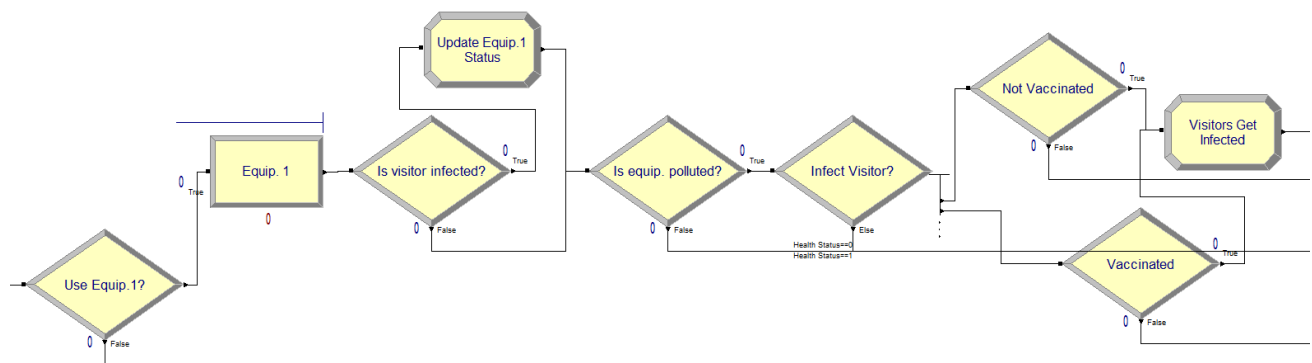 Use Equip.1?
0
True
0
False
Equip. 1
0
Is visitor infected?
0
True
0
False
Update Equip.1
Status
Is equip. polluted?
0
True
0
False
Infect Visitor?
0
Else
Health Status==0
Health Status==1
Not Vaccinated
0
True
0
False
Visitors Get
Infected
Vaccinated
0
True
0
False